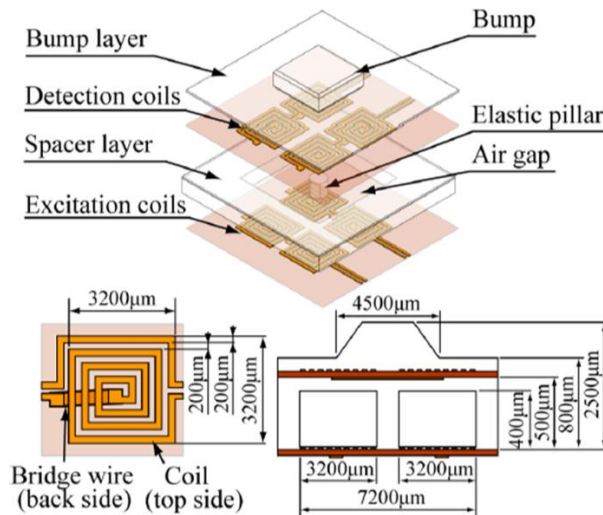 Bump layer
Bump
Detection coils
Elastic pillar
Spacer layer
Air gap
Excitation coils
3200μm
4500μm
200μm
200μm
3200μm
400μm
500μm
800μm
2500μm
Bridge wire
(back side)
Coil
(top side)
3200μm
3200μm
7200μm